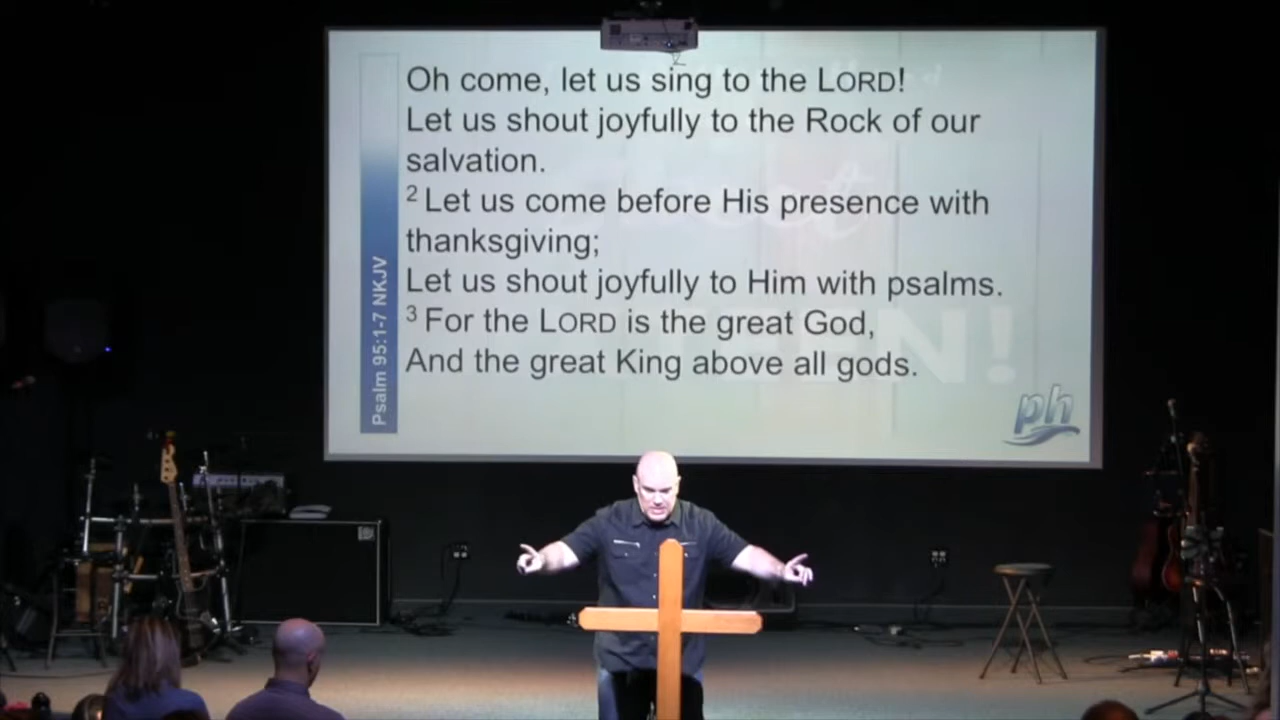 Oh come, let us sing to the LORD!
Let us shout joyfully to the Rock of our
salvation.
2 Let us come before His presence with
thanksgiving;
Let us shout joyfully to Him with psalms.
3 For the LORD is the great God,
And the great King above all gods.
Psalm 95:1-7 NKJV
ph